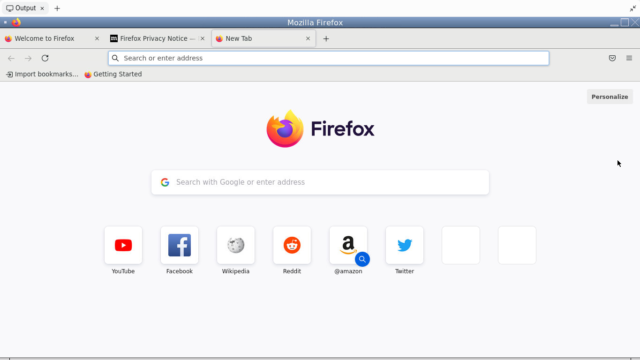 Output
Mozilla Firefox
Welcome to Firefox
Firefox Privacy Notice —
New Tab
Search or enter address
Import bookmarks...
Getting Started
Personalize
Firefox
Search with Google or enter address
YouTube
Facebook
Wikipedia
Reddit
@amazon
Twitter